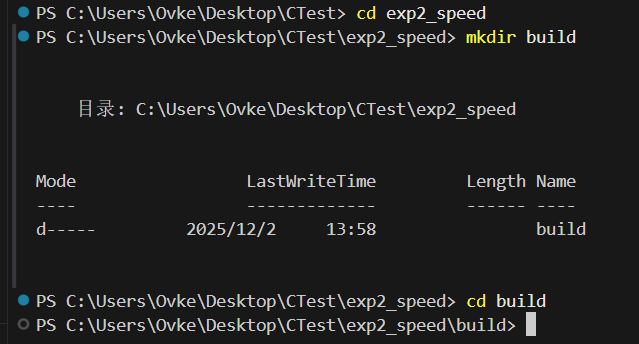 PS C:\Users\Ovke\Desktop\CTest> cd exp2_speed
PS C:\Users\Ovke\Desktop\CTest\exp2_speed> mkdir build
目录: C:\Users\Ovke\Desktop\CTest\exp2_speed
Mode                 LastWriteTime         Length Name
----                 -------------         ------ ----
d-----         2025/12/2     13:58                build
PS C:\Users\Ovke\Desktop\CTest\exp2_speed> cd build
PS C:\Users\Ovke\Desktop\CTest\exp2_speed\build>